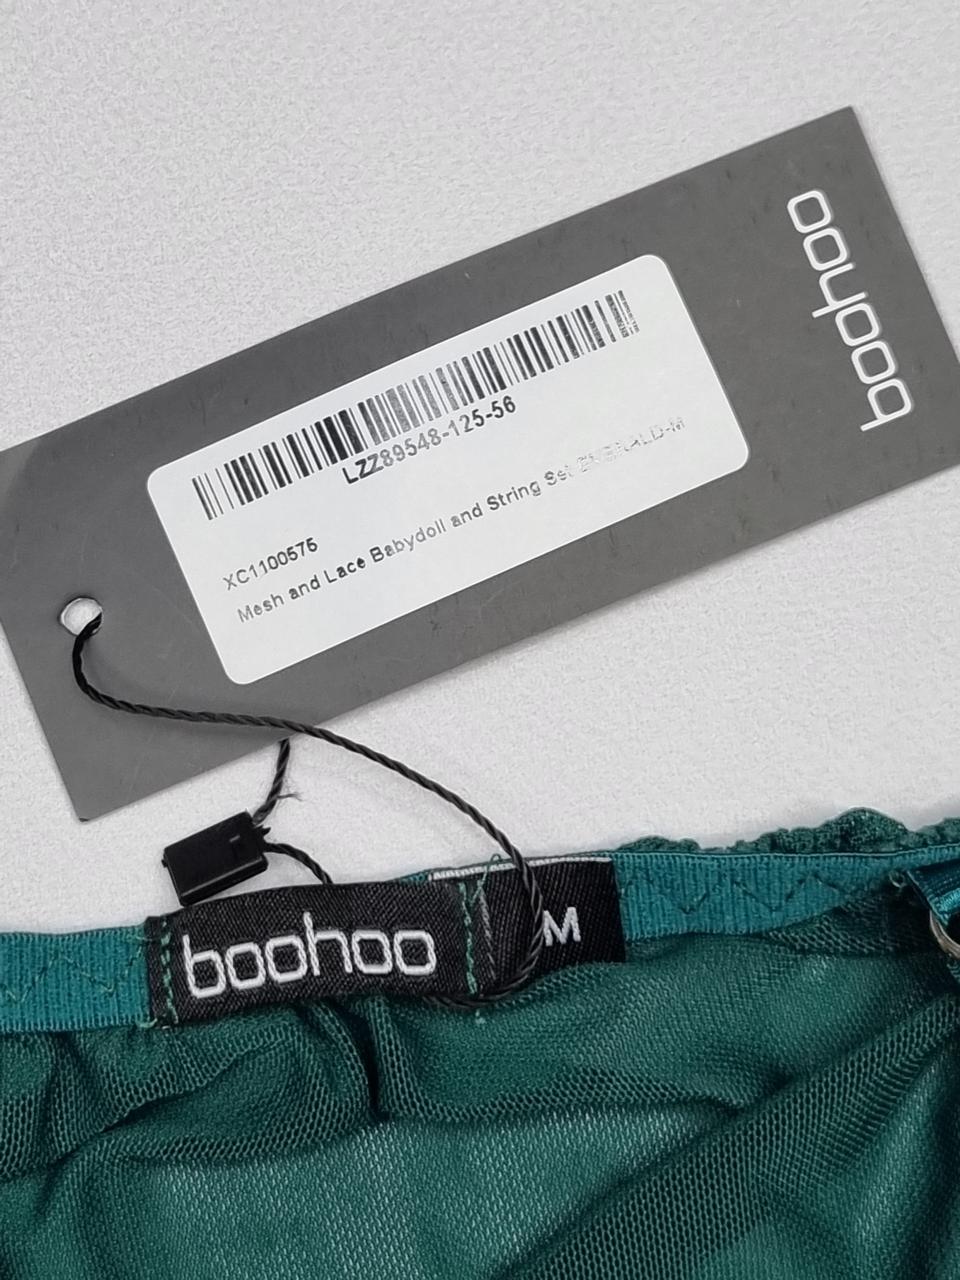 boohoo
LZZ89548-125-56
XC1100575
Mesh and Lace Babydoll and String Set EMERALD-M
boohoo
M